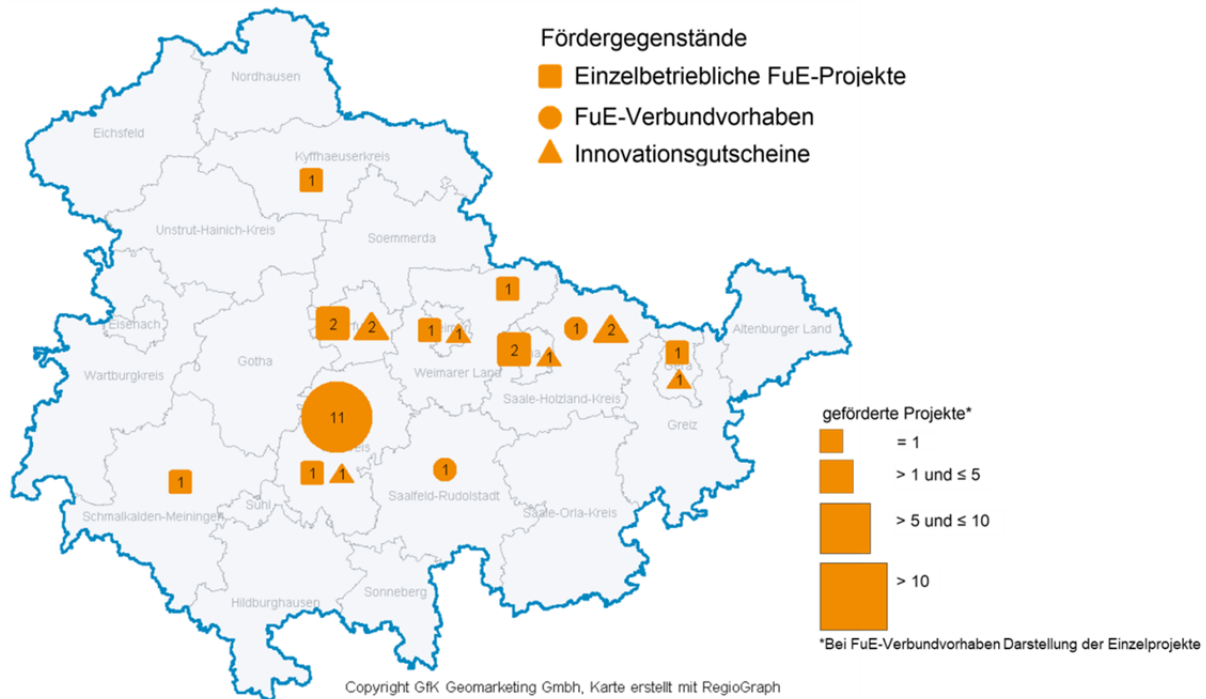 Fördergegenstände
Einzelbetriebliche FuE-Projekte
FuE-Verbundvorhaben
Innovationsgutscheine
Nordhausen
Eichsfeld
Kyffhaeuserkreis
1
Unstrut-Hainich-Kreis
Soemmerda
1
Eisenach
2
2
1
1
1
2
Altenburger Land
2
1
1
Gera
1
Gotha
Wartburgkreis
Weimarer Land
Saale-Holzland-Kreis
Greiz
11
1
1
1
1
Saalfeld-Rudolstadt
Schmalkalden-Meiningen
Suhl
Saale-Orla-Kreis
Hildburghausen
Sonneberg
geförderte Projekte*
= 1
> 1 und ≤ 5
> 5 und ≤ 10
> 10
*Bei FuE-Verbundvorhaben Darstellung der Einzelprojekte
Copyright GfK Geomarketing Gmbh, Karte erstellt mit RegioGraph